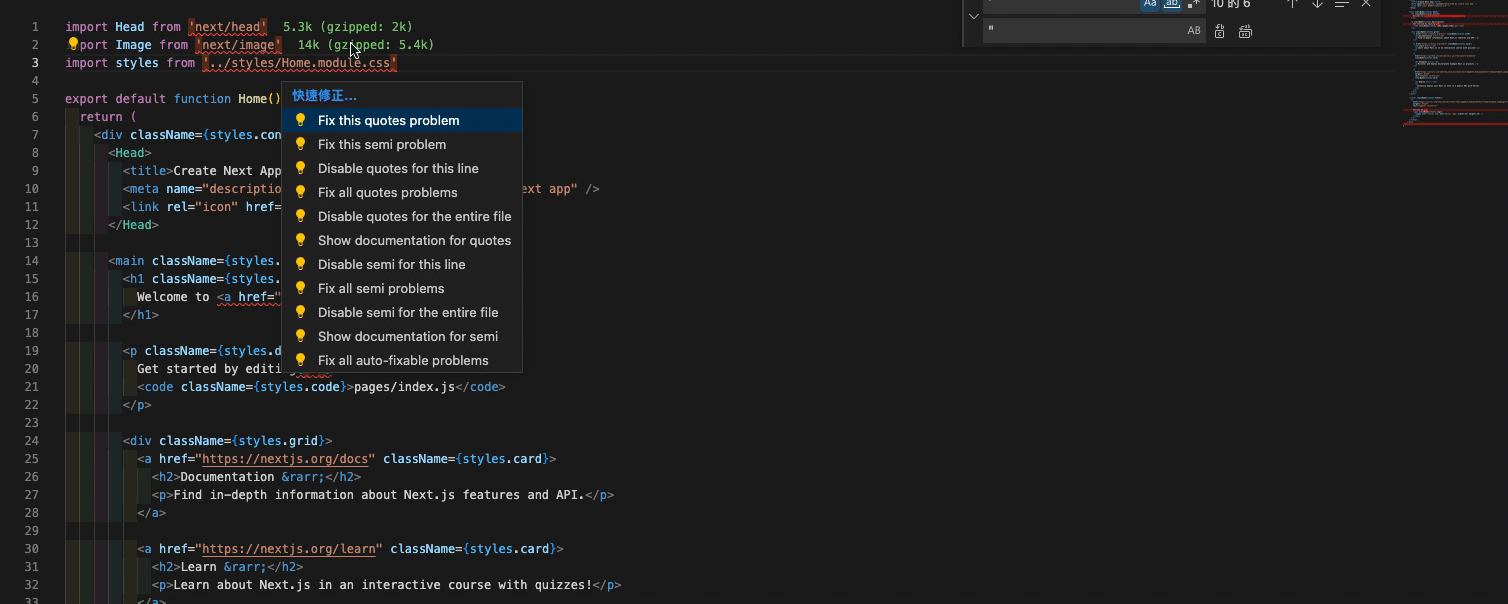 Aa ab 10 的 6
" AB
1 import Head from 'next/head' 5.3k (gzipped: 2k)
2 port Image from 'next/image' 14k (gzipped: 5.4k)
3 import styles from '../styles/Home.module.css'
4
5 export default function Home()
6 return (
7 <div className={styles.con
8 <Head>
9 <title>Create Next App
10 <meta name="descriptio ext app" />
11 <link rel="icon" href=
12 </Head>
13
14 <main className={styles.
15 <h1 className={styles.
16 Welcome to <a href="
17 </h1>
18
19 <p className={styles.d
20 Get started by editi
21 <code className={styles.code}>pages/index.js</code>
22 </p>
23
24 <div className={styles.grid}>
25 <a href="https://nextjs.org/docs" className={styles.card}>
26 <h2>Documentation &rarr;</h2>
27 <p>Find in-depth information about Next.js features and API.</p>
28 </a>
29
30 <a href="https://nextjs.org/learn" className={styles.card}>
31 <h2>Learn &rarr;</h2>
32 <p>Learn about Next.js in an interactive course with quizzes!</p>
33 </a>
快速修正...
Fix this quotes problem
Fix this semi problem
Disable quotes for this line
Fix all quotes problems
Disable quotes for the entire file
Show documentation for quotes
Disable semi for this line
Fix all semi problems
Disable semi for the entire file
Show documentation for semi
Fix all auto-fixable problems